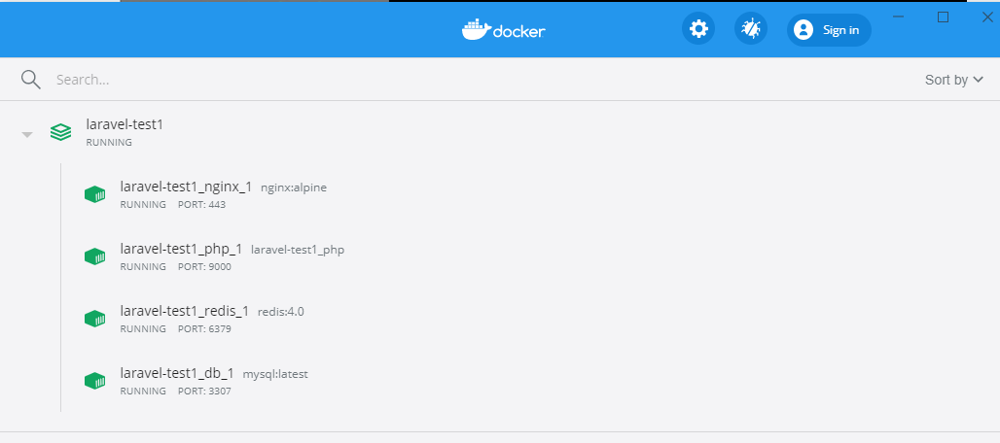 docker
Sign in
Search...
Sort by
laravel-test1
RUNNING
laravel-test1_nginx_1 nginx:alpine
RUNNING PORT: 443
laravel-test1_php_1 laravel-test1_php
RUNNING PORT: 9000
laravel-test1_redis_1 redis:4.0
RUNNING PORT: 6379
laravel-test1_db_1 mysql:latest
RUNNING PORT: 3307